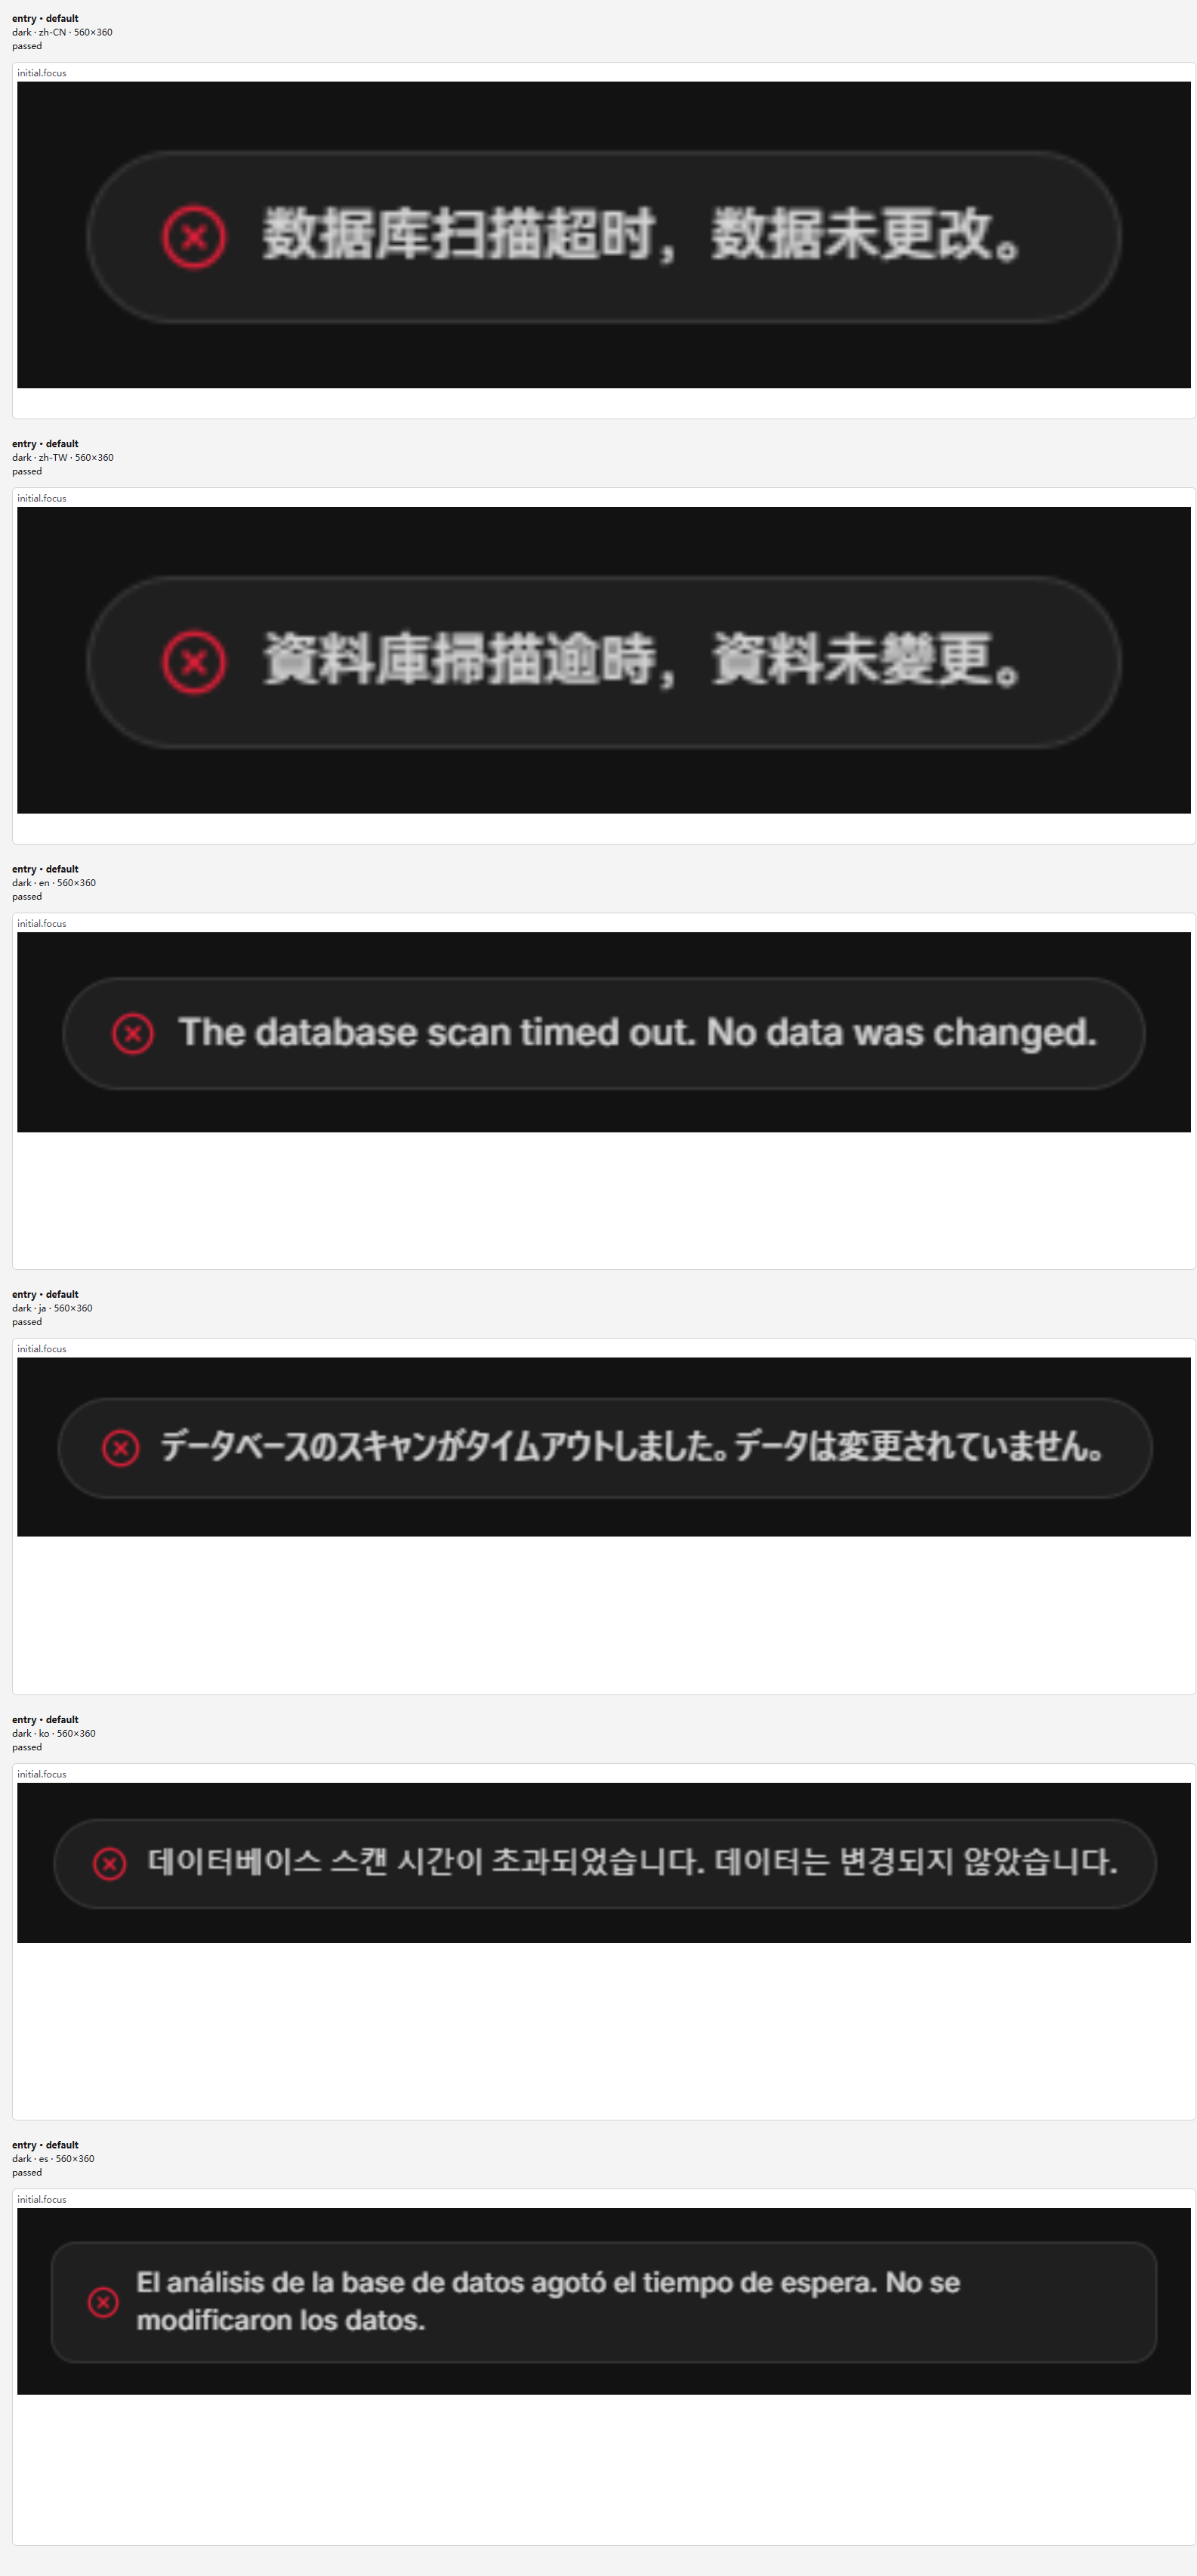 entry • default
dark · zh-CN · 560×360
passed
initial.focus
数据库扫描超时，数据未更改。
entry • default
dark · zh-TW · 560×360
passed
initial.focus
資料庫掃描逾時，資料未變更。
entry • default
dark · en · 560×360
passed
initial.focus
The database scan timed out. No data was changed.
entry • default
dark · ja · 560×360
passed
initial.focus
データベースのスキャンがタイムアウトしました。データは変更されていません。
entry • default
dark · ko · 560×360
passed
initial.focus
데이터베이스 스캔 시간이 초과되었습니다. 데이터는 변경되지 않았습니다.
entry • default
dark · es · 560×360
passed
initial.focus
El análisis de la base de datos agotó el tiempo de espera. No se
modificaron los datos.